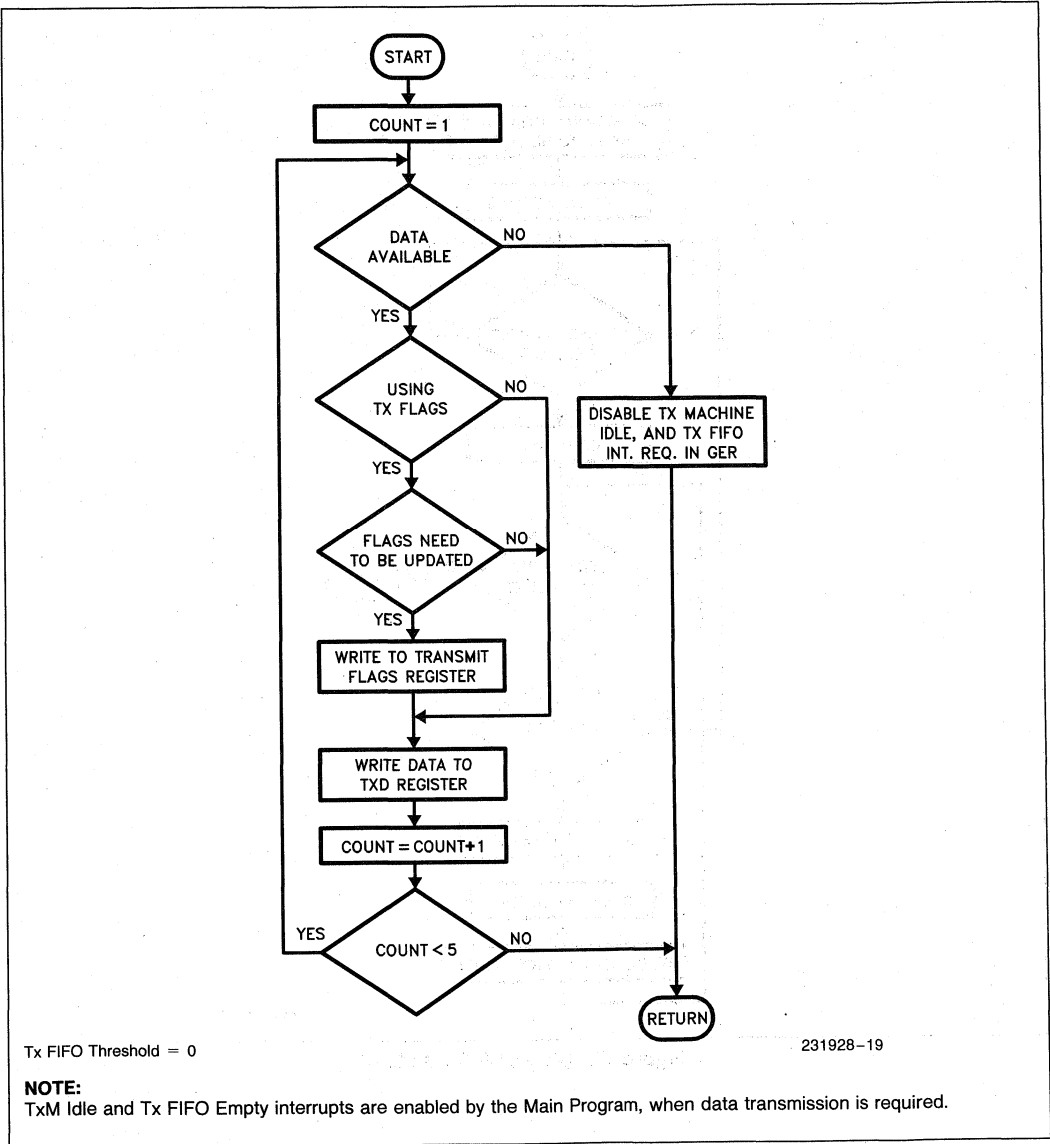 START
COUNT = 1
DATA
AVAILABLE
NO
YES
USING
TX FLAGS
NO
YES
DISABLE TX MACHINE
IDLE, AND TX FIFO
INT. REQ. IN GER
FLAGS NEED
TO BE UPDATED
NO
YES
WRITE TO TRANSMIT
FLAGS REGISTER
WRITE DATA TO
TXD REGISTER
COUNT = COUNT+1
YES
COUNT < 5
NO
RETURN
Tx FIFO Threshold = 0
231928–19
NOTE:
TxM Idle and Tx FIFO Empty interrupts are enabled by the Main Program, when data transmission is required.